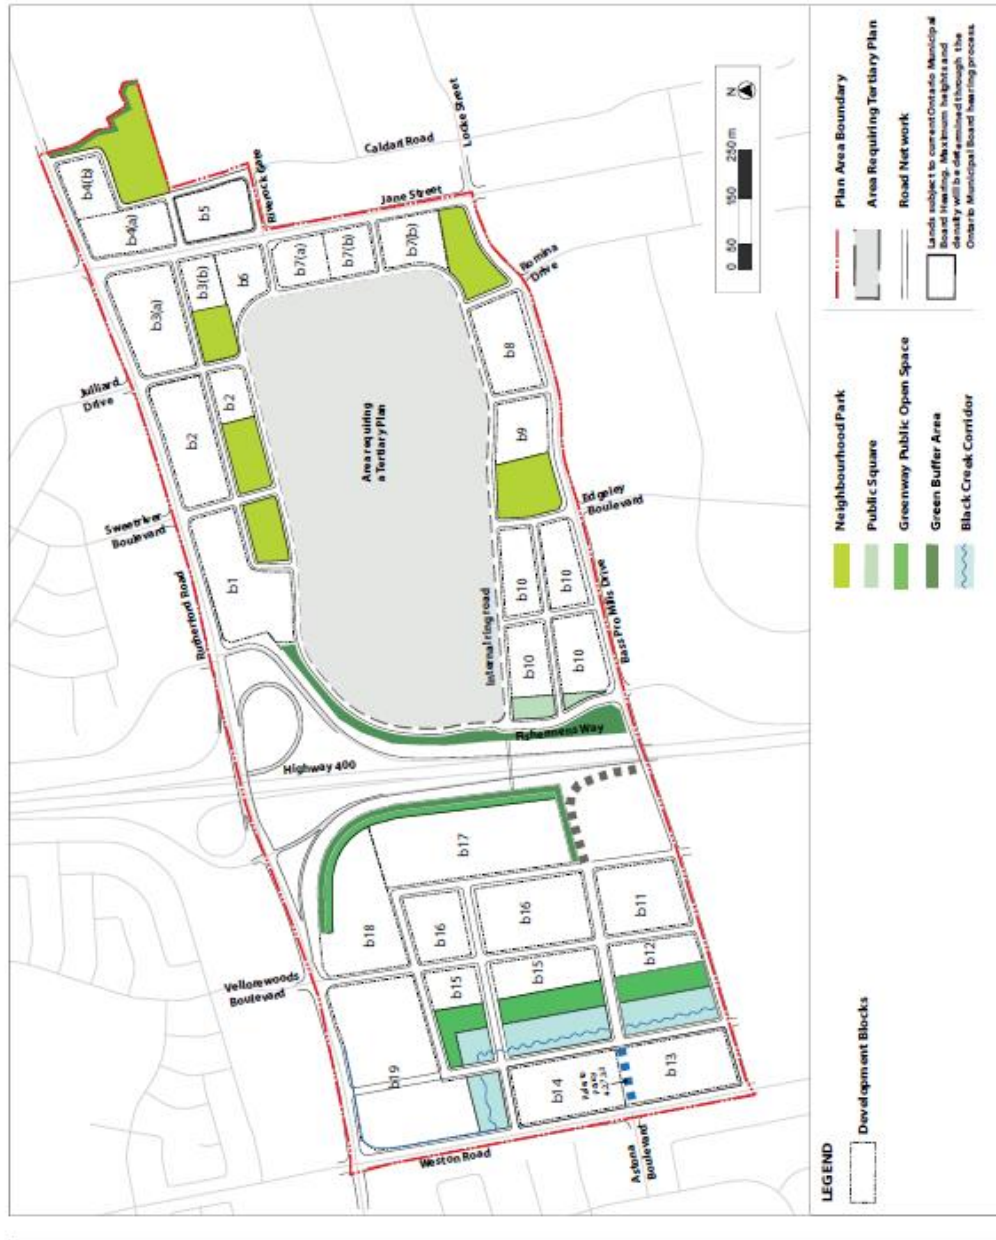 b4(b)
b4(a)
b5
Riverock Gate
Caldari Road
Locke Street
Jane Street
b3(a)
b3(b)
b6
b7(a)
b7(b)
b7(b)
Romina
Drive
Julliard
Drive
b2
b2
b8
b9
Area requiring
a Tertiary Plan
Sweetriver
Boulevard
Edgeley
Boulevard
b1
Rutherford Road
Internal ring road
b10
b10
b10
b10
Bass Pro Mills Drive
Fishermens Way
Highway 400
b17
b18
b16
b16
b11
Vellorewoods
Boulevard
b15
b15
b12
b19
b14
b13
Weston Road
Astona
Boulevard
0 50 150 250 m
N
LEGEND
Development Blocks
Neighbourhood Park
Public Square
Greenway Public Open Space
Green Buffer Area
Black Creek Corridor
Plan Area Boundary
Area Requiring Tertiary Plan
Road Network
Lands subject to current Ontario Municipal
Board Hearing. Maximum heights and
density will be determined through the
Ontario Municipal Board hearing process.